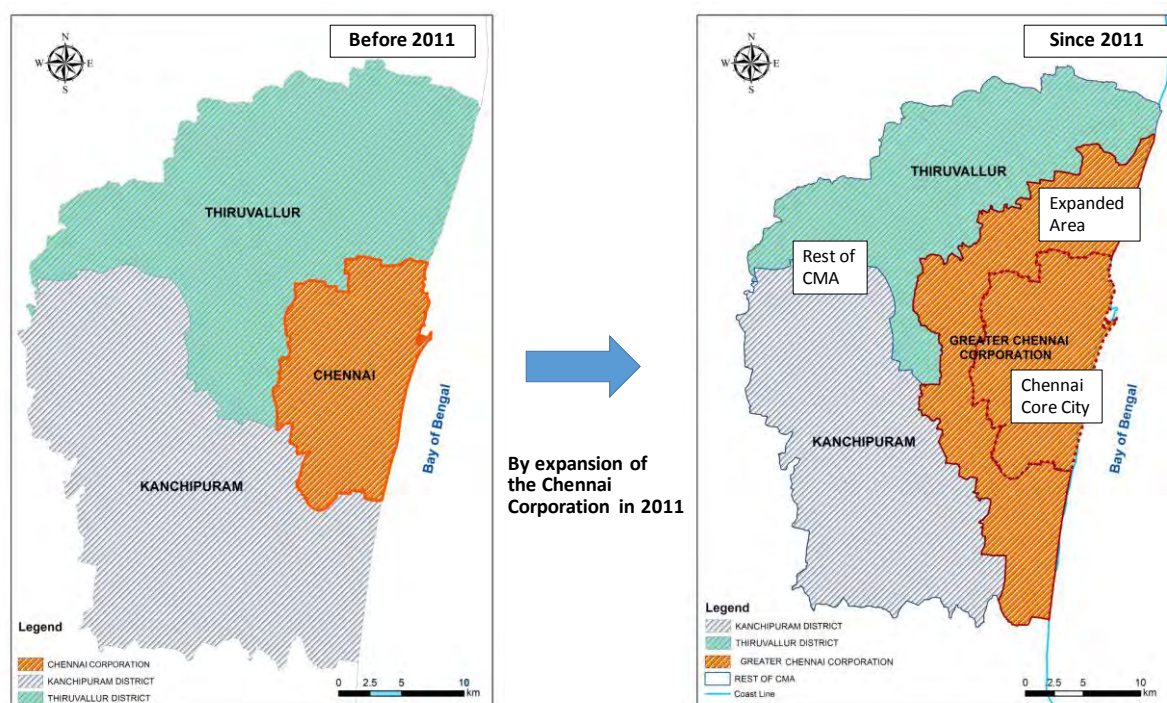 Before 2011
N
W E
S
THIRUVALLUR
CHENNAI
KANCHIPURAM
Bay of Bengal
Legend
CHENNAI CORPORATION
KANCHIPURAM DISTRICT
THIRUVALLUR DISTRICT
0 2.5 5 10
km
By expansion of
the Chennai
Corporation in 2011
Since 2011
N
W E
S
THIRUVALLUR
Expanded
Area
Rest of
CMA
GREATER CHENNAI
CORPORATION
Chennai
Core City
KANCHIPURAM
Bay of Bengal
Legend
KANCHIPURAM DISTRICT
THIRUVALLUR DISTRICT
GREATER CHENNAI CORPORATION
REST OF CMA
Coast Line
0 2.5 5 10
km